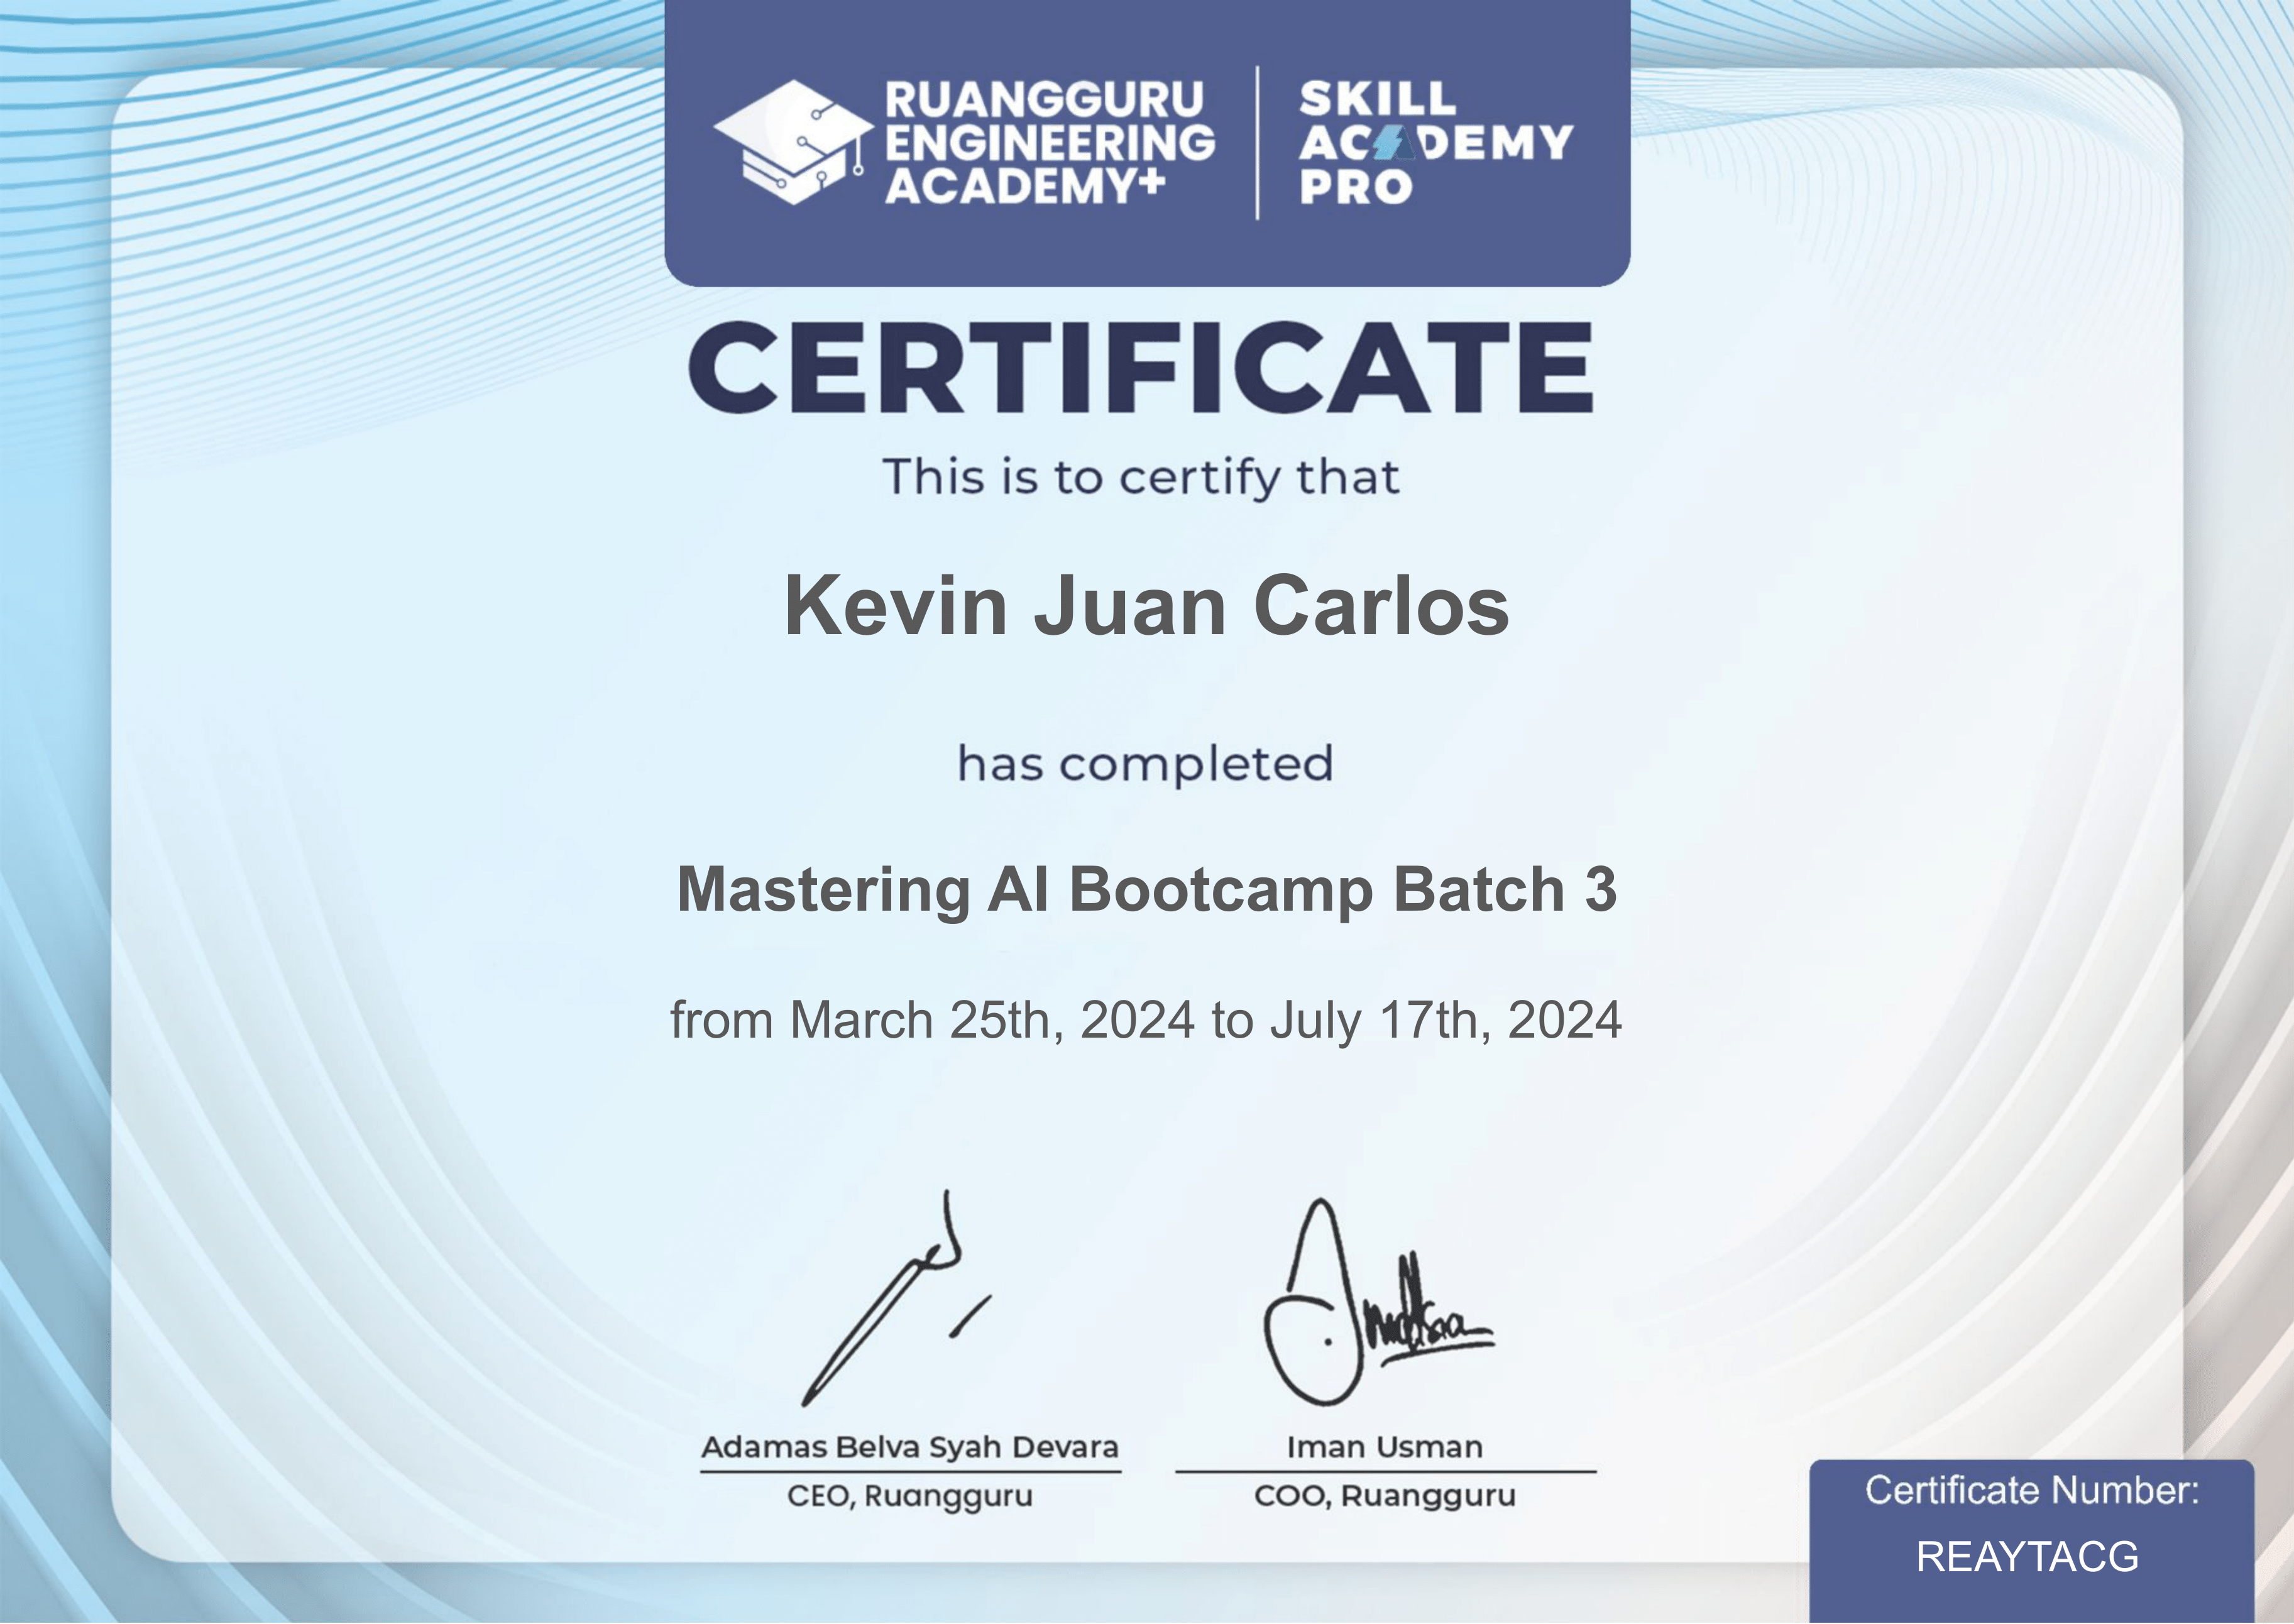 RUANGGURU
ENGINEERING
ACADEMY+
SKILL
ACADEMY
PRO
CERTIFICATE
This is to certify that
Kevin Juan Carlos
has completed
Mastering AI Bootcamp Batch 3
from March 25th, 2024 to July 17th, 2024
Adamas Belva Syah Devara
CEO, Ruangguru
Iman Usman
COO, Ruangguru
Certificate Number:
REAYTACG